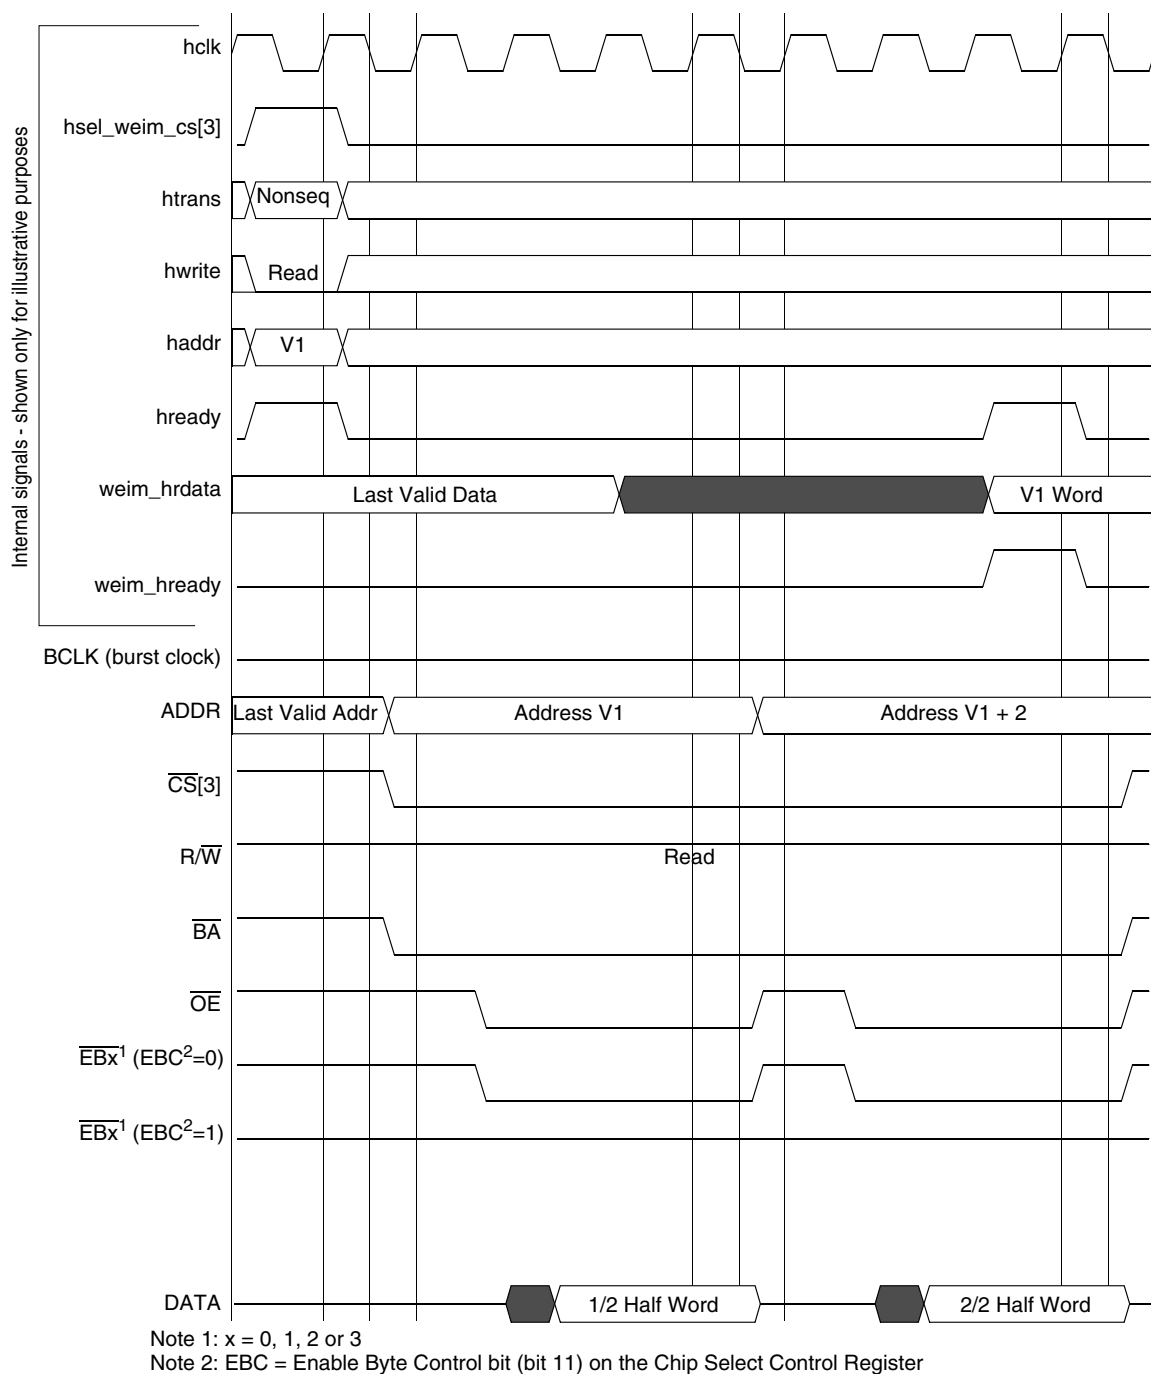 Internal signals - shown only for illustrative purposes
hclk
hsel_weim_cs[3]
htrans
Nonseq
hwrite
Read
haddr
V1
hready
weim_hrdata
Last Valid Data
V1 Word
weim_hready
BCLK (burst clock)
ADDR
Last Valid Addr
Address V1
Address V1 + 2
CS[3]
R/W
Read
BA
OE
EBx1 (EBC2=0)
EBx1 (EBC2=1)
DATA
1/2 Half Word
2/2 Half Word
Note 1: x = 0, 1, 2 or 3
Note 2: EBC = Enable Byte Control bit (bit 11) on the Chip Select Control Register